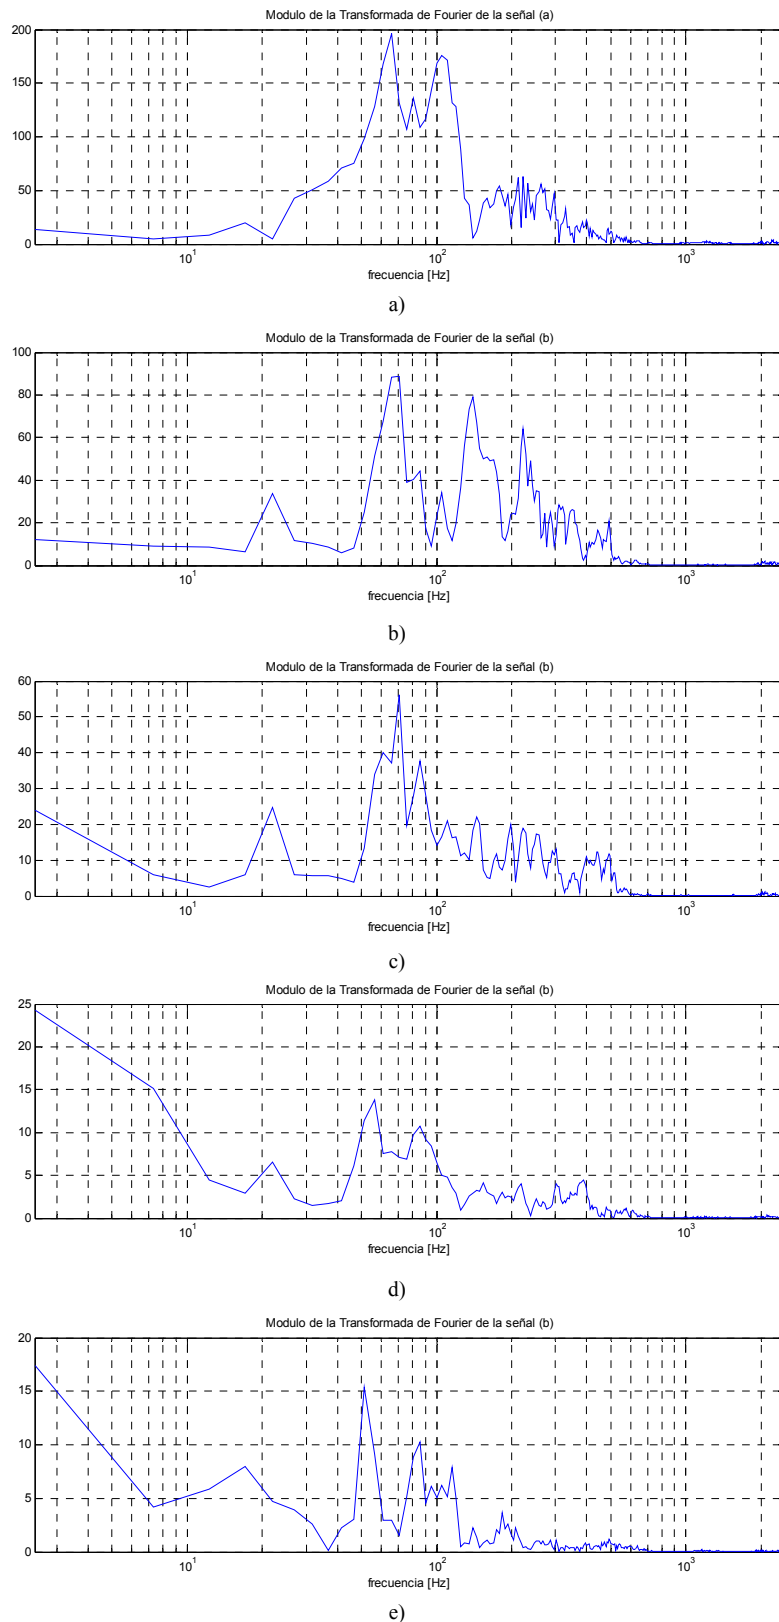 Modulo de la Transformada de Fourier de la señal (a)
200
150
100
50
0
10^1
10^2
10^3
frecuencia [Hz]
a)
Modulo de la Transformada de Fourier de la señal (b)
100
80
60
40
20
0
10^1
10^2
10^3
frecuencia [Hz]
b)
Modulo de la Transformada de Fourier de la señal (b)
60
50
40
30
20
10
0
10^1
10^2
10^3
frecuencia [Hz]
c)
Modulo de la Transformada de Fourier de la señal (b)
25
20
15
10
5
0
10^1
10^2
10^3
frecuencia [Hz]
d)
Modulo de la Transformada de Fourier de la señal (b)
20
15
10
5
0
10^1
10^2
10^3
frecuencia [Hz]
e)